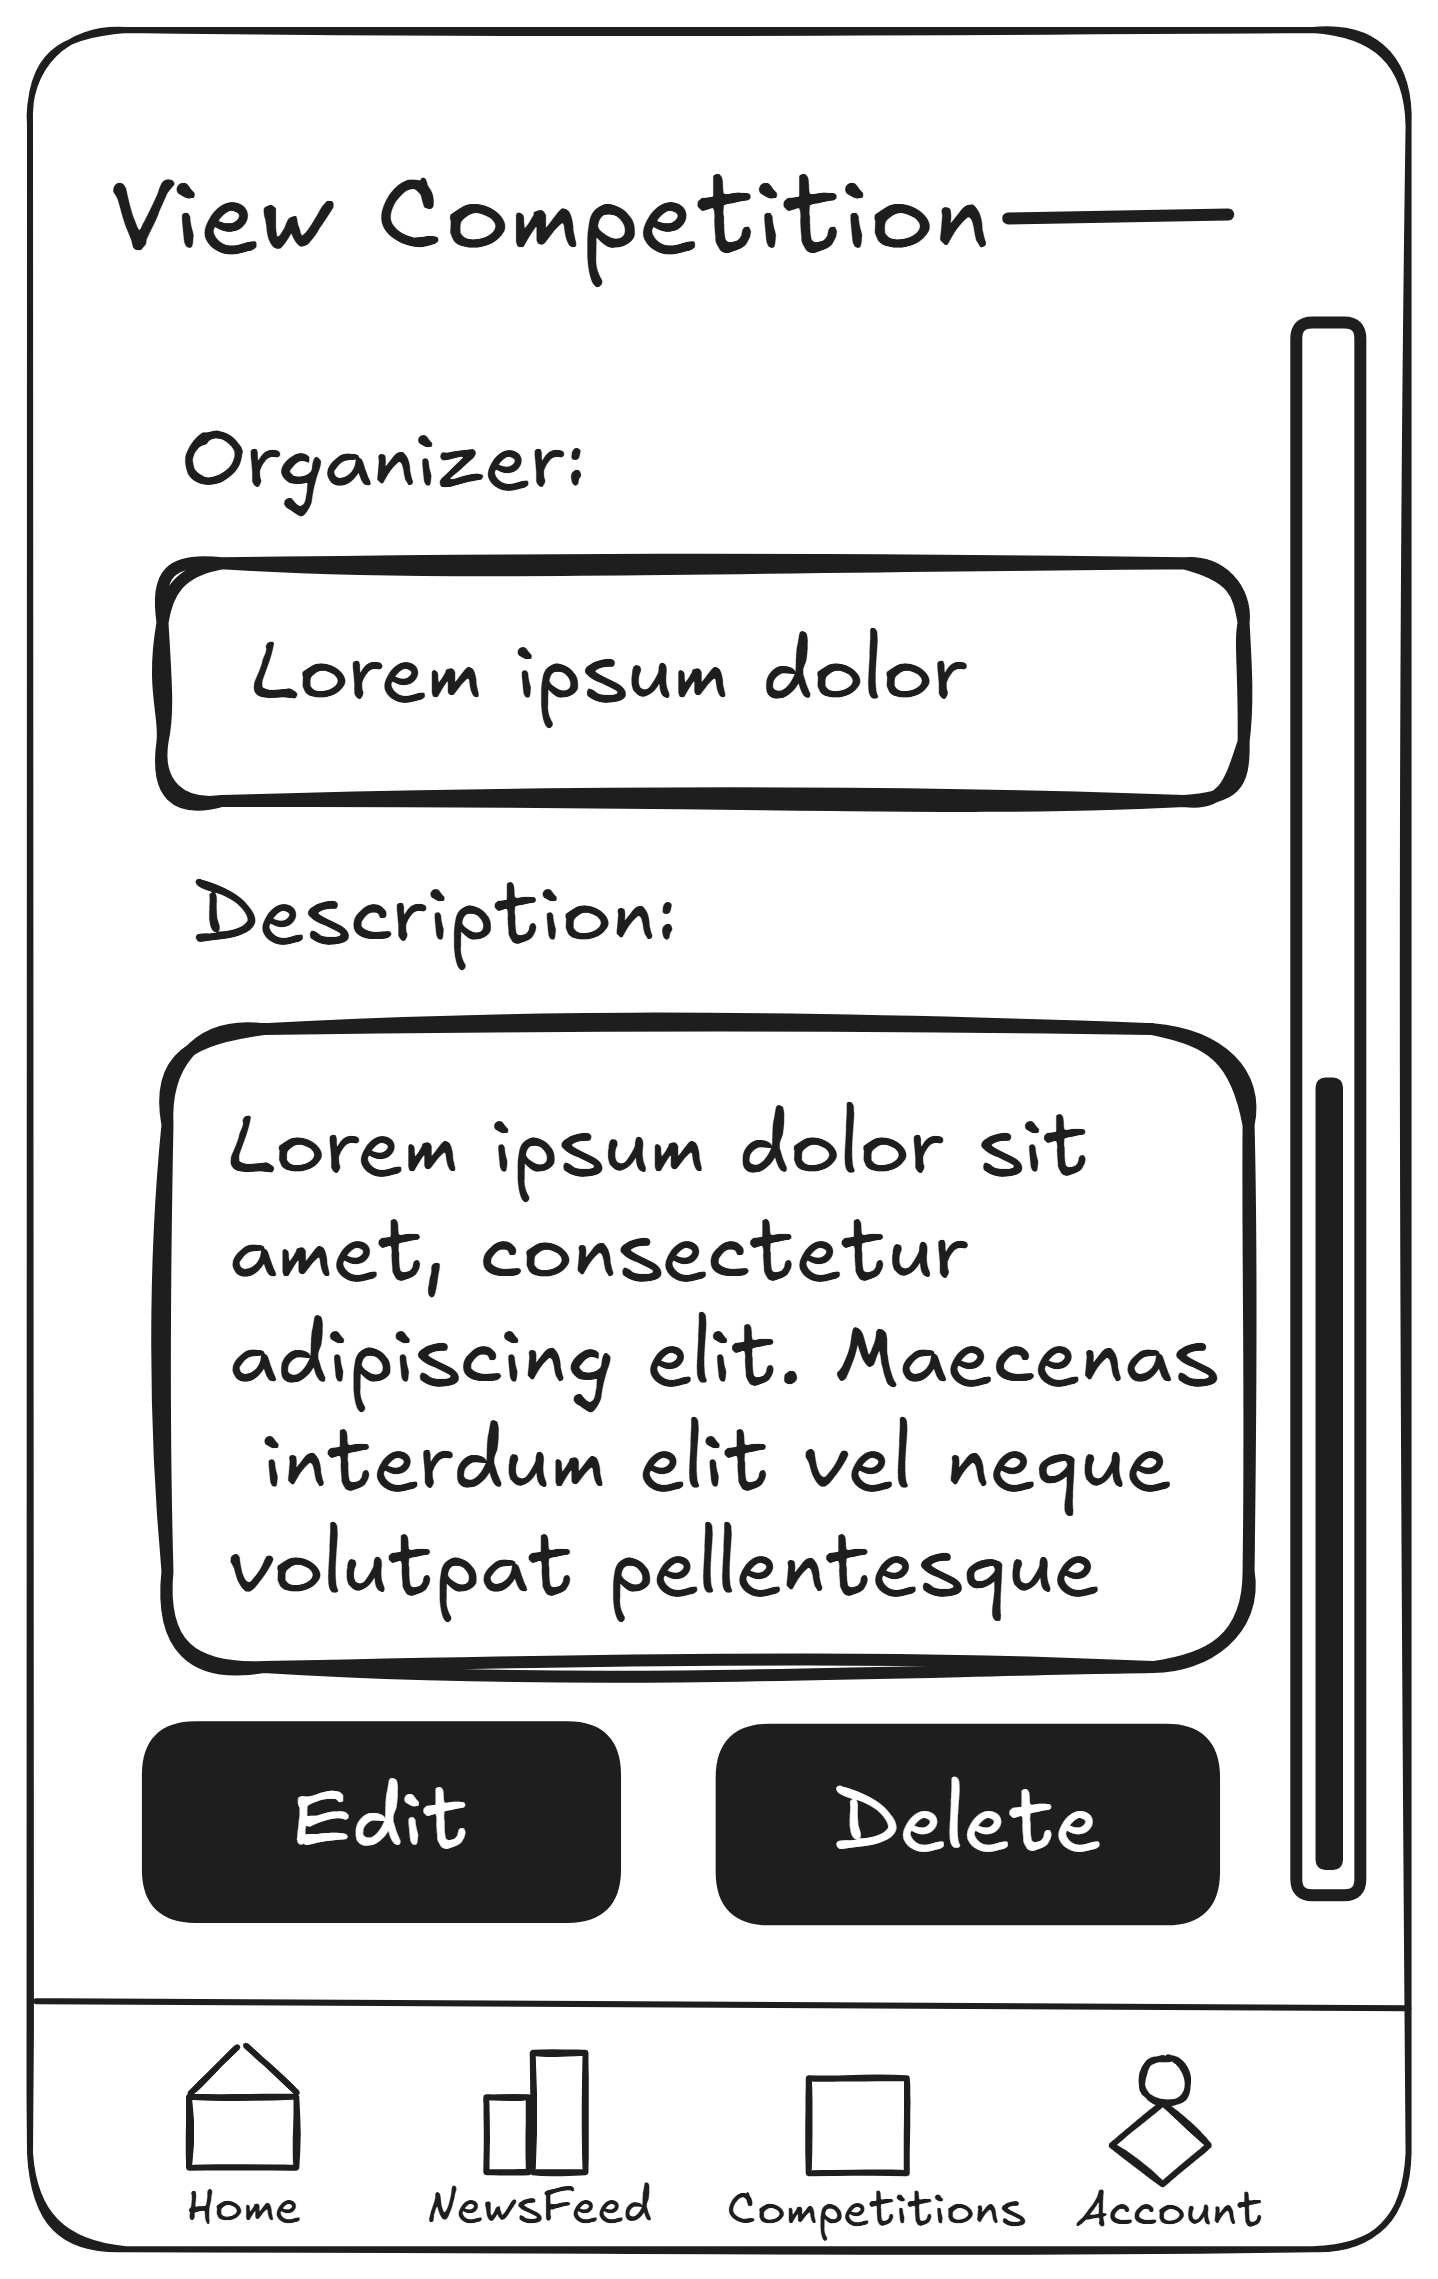 View Competition
Organizer:
Lorem ipsum dolor
Description:
Lorem ipsum dolor sit
amet, consectetur
adipiscing elit. Maecenas
interdum elit vel neque
volutpat pellentesque
Edit
Delete
Home
NewsFeed
Competitions
Account